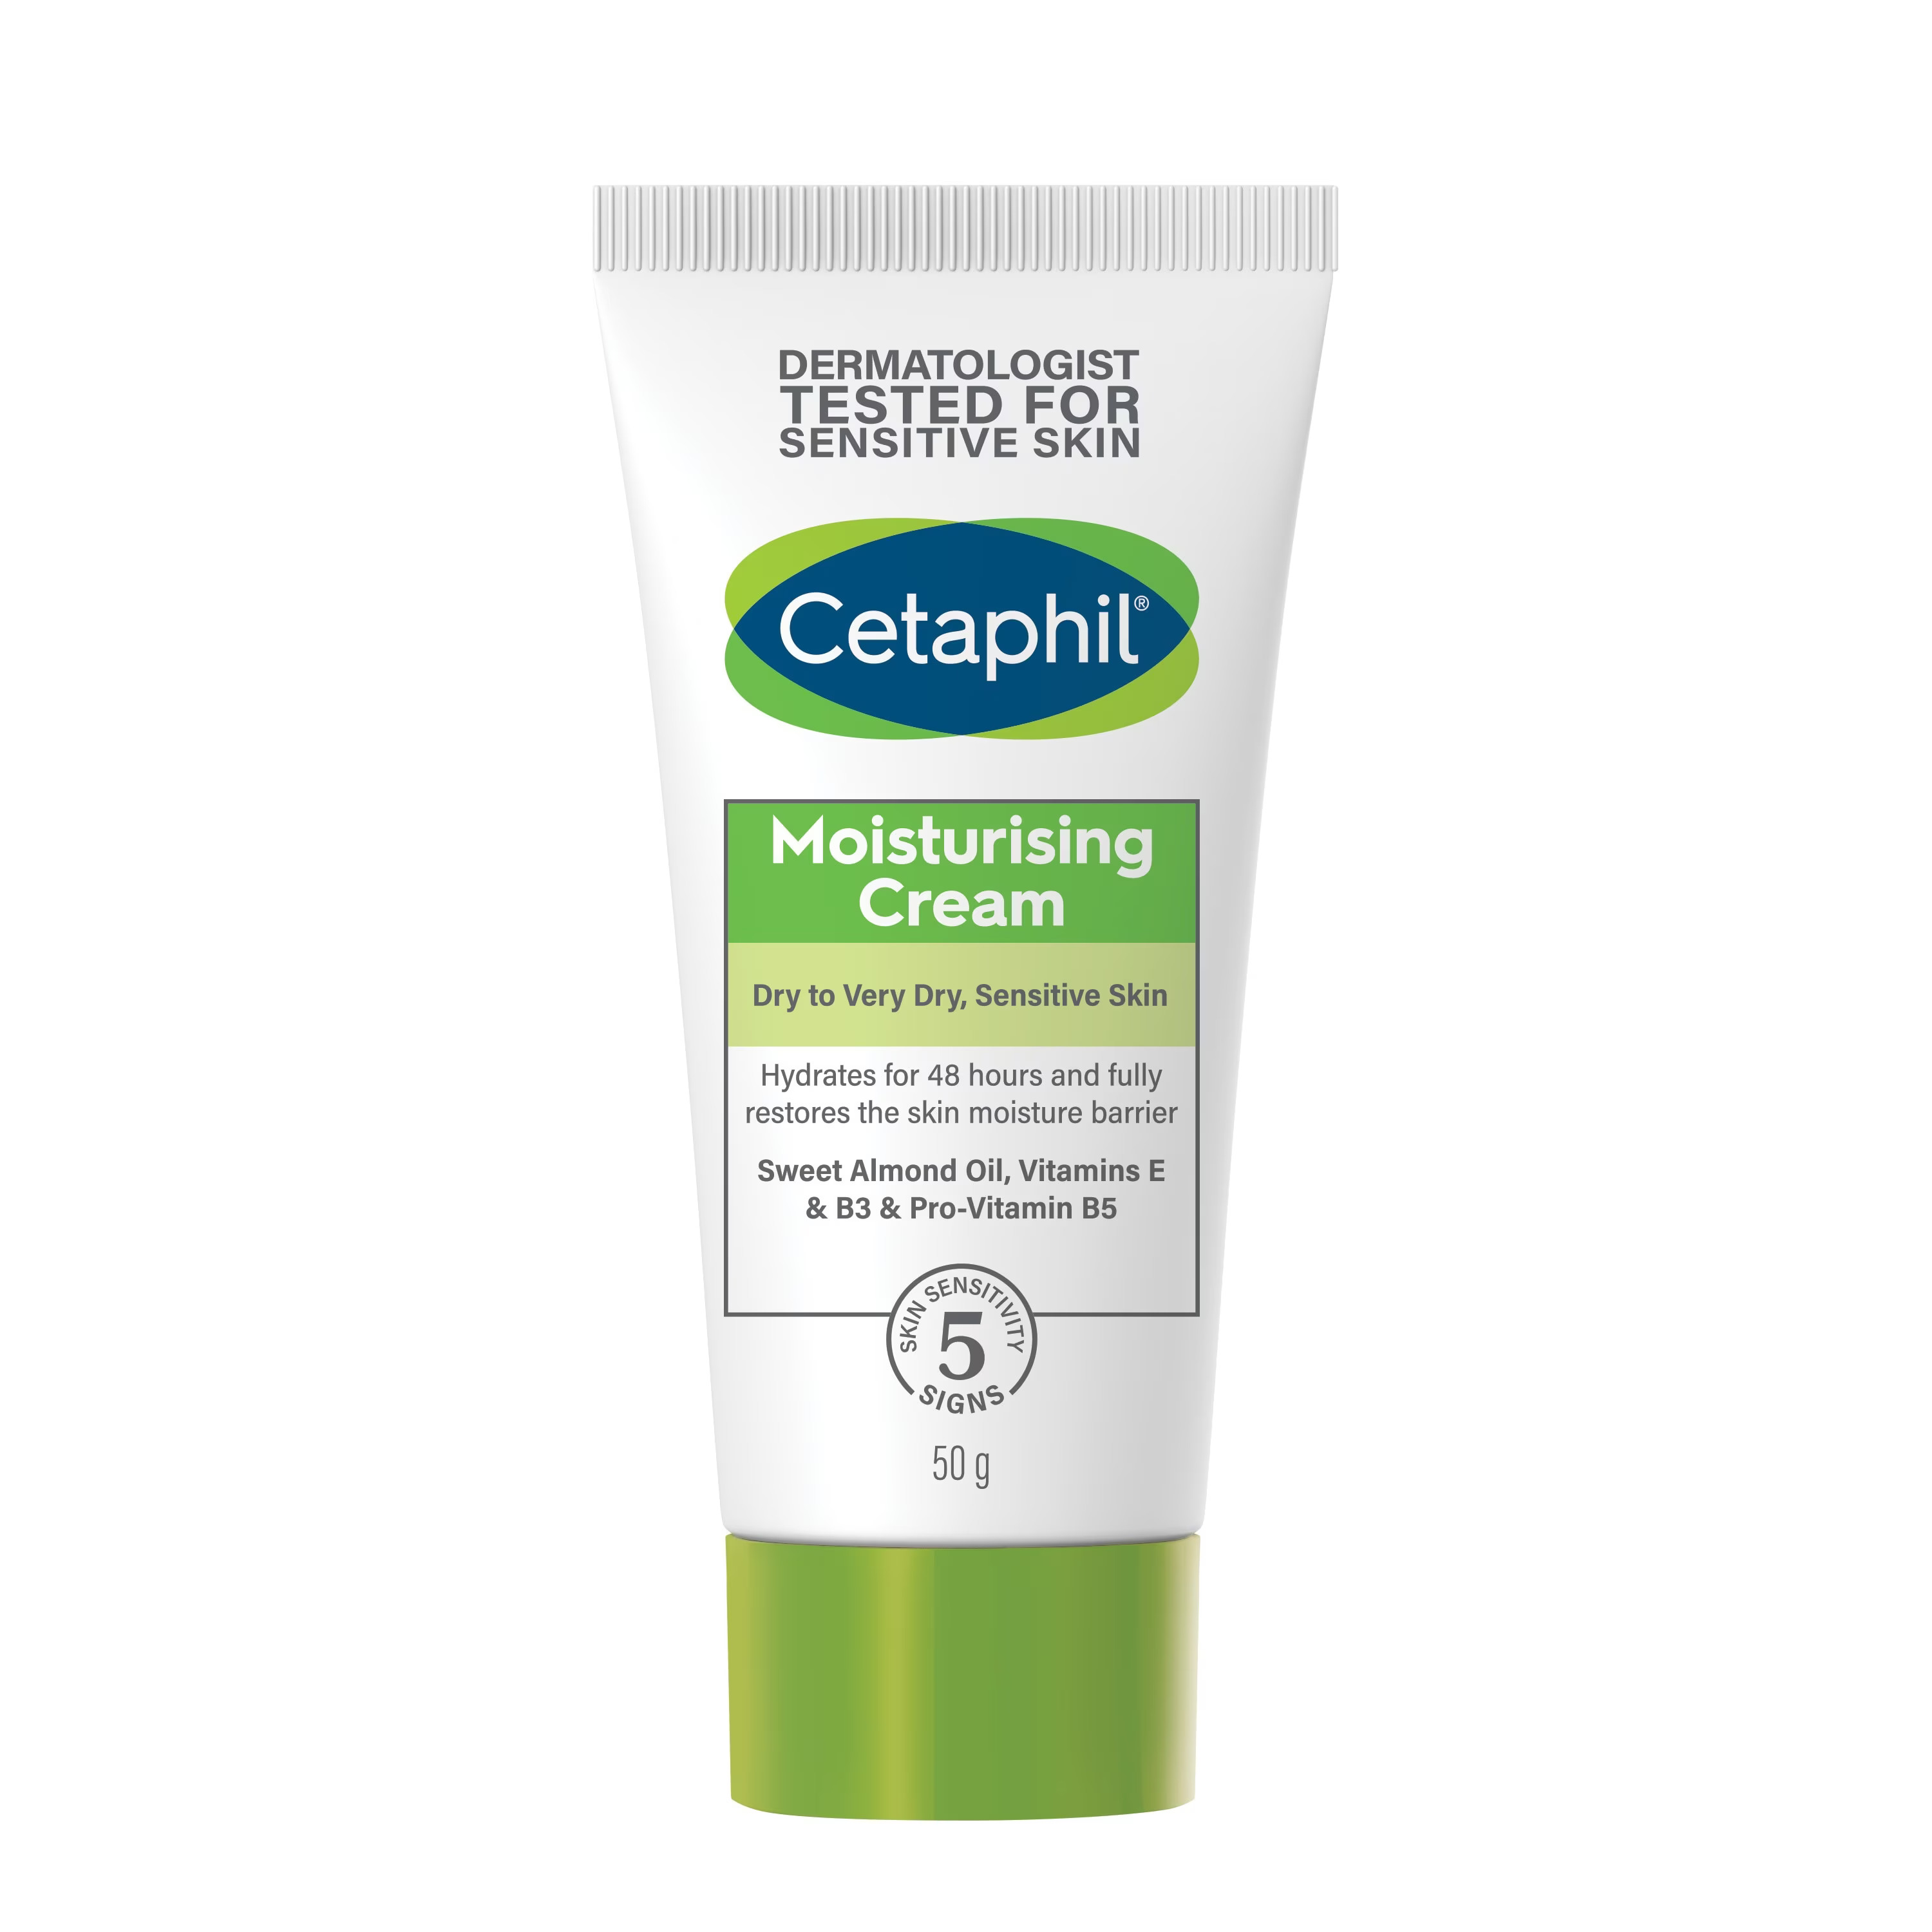 DERMATOLOGIST
TESTED FOR
SENSITIVE SKIN
Cetaphil®
Moisturising
Cream
Dry to Very Dry, Sensitive Skin
Hydrates for 48 hours and fully
restores the skin moisture barrier
Sweet Almond Oil, Vitamins E
& B3 & Pro-Vitamin B5
SKIN SENSITIVITY
5
SIGNS
50 g